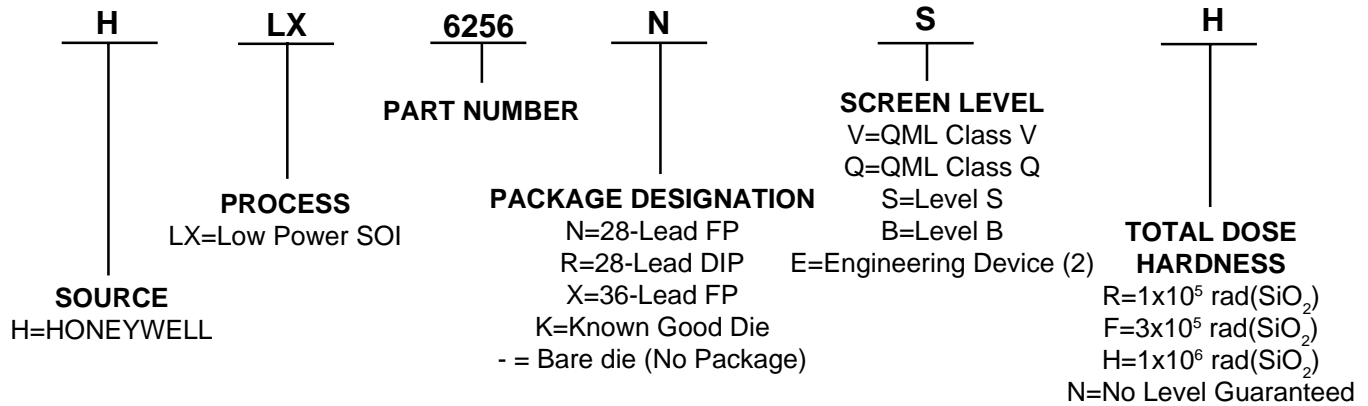 H LX 6256 N S H
PART NUMBER
SCREEN LEVEL
V=QML Class V
Q=QML Class Q
S=Level S
B=Level B
E=Engineering Device (2)
PROCESS
LX=Low Power SOI
PACKAGE DESIGNATION
N=28-Lead FP
R=28-Lead DIP
X=36-Lead FP
K=Known Good Die
- = Bare die (No Package)
SOURCE
H=HONEYWELL
TOTAL DOSE
HARDNESS
R=1x10⁵ rad(SiO₂)
F=3x10⁵ rad(SiO₂)
H=1x10⁶ rad(SiO₂)
N=No Level Guaranteed